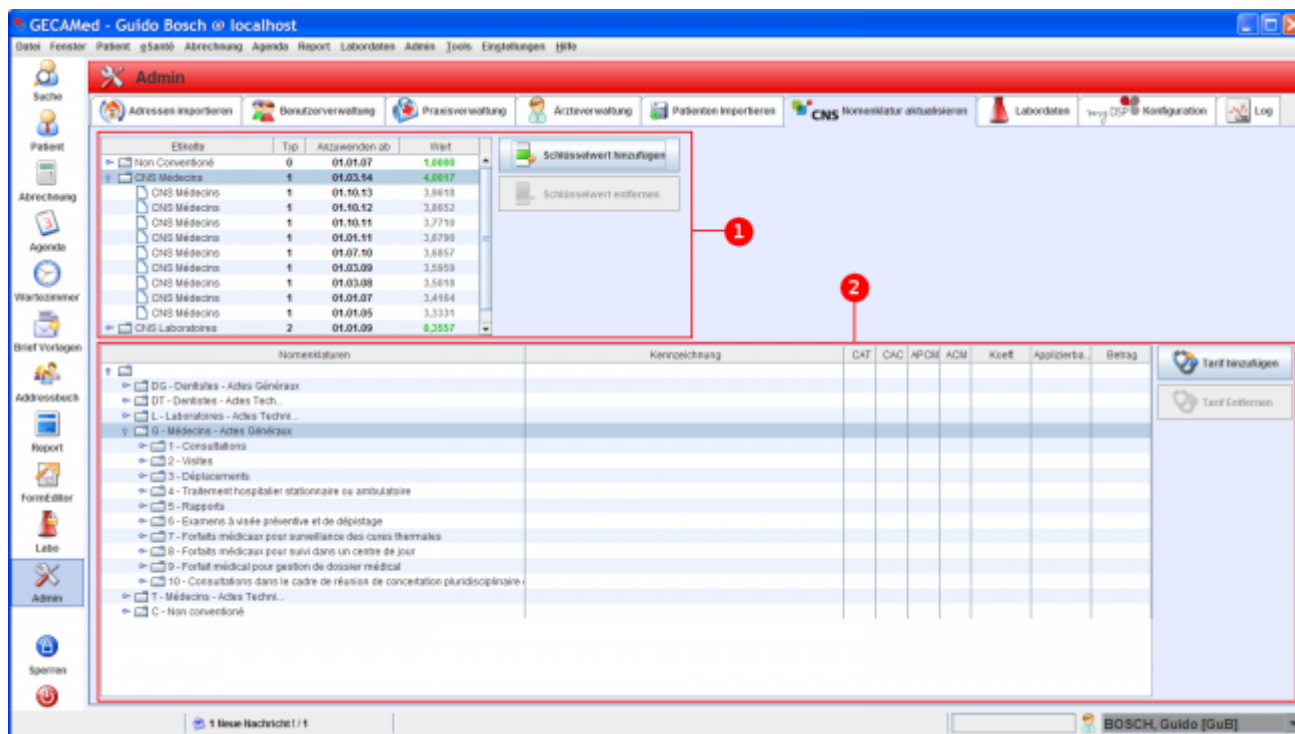 GECAMed - Guido Bosch @ localhost
Datei Fenster Patient eSanté Abrechnung Agenda Report Labordaten Admin Tools Einstellungen Hilfe
Suche
Patient
Abrechnung
Agenda
Wartezimmer
Brief Vorlagen
Addressbuch
Report
FormEditor
Labo
Admin
Sperren
Admin
Adressen importieren Benutzerverwaltung Praxisverwaltung Ärzteverwaltung Patienten Importieren CNS Nomenklatur aktualisieren Labordaten myDSP Konfiguration Log
Etikette Typ Anzuwenden ab Wert
Non Conventioné 0 01.01.07 1,0000
CNS Médecins 1 01.03.14 4,0017
CNS Médecins 1 01.10.13 3,9618
CNS Médecins 1 01.10.12 3,8652
CNS Médecins 1 01.10.11 3,7710
CNS Médecins 1 01.01.11 3,6790
CNS Médecins 1 01.07.10 3,6057
CNS Médecins 1 01.03.09 3,5959
CNS Médecins 1 01.03.08 3,5018
CNS Médecins 1 01.01.07 3,4164
CNS Médecins 1 01.01.05 3,3331
CNS Laboratoires 2 01.01.09 0,3557
Schlüsselwert hinzufügen
Schlüsselwert entfernen
1
2
Nomenklaturen Kennzeichnung CAT CAC APCM ACM Koeff. Applizierba... Betrag
DG - Dentistes - Actes Généraux
DT - Dentistes - Actes Tech...
L - Laboratoires - Actes Techni...
G - Médecins - Actes Généraux
1 - Consultations
2 - Visites
3 - Déplacements
4 - Traitement hospitalier stationnaire ou ambulatoire
5 - Rapports
6 - Examens à visée préventive et de dépistage
7 - Forfaits médicaux pour surveillance des cures thermales
8 - Forfaits médicaux pour suivi dans un centre de jour
9 - Forfait médical pour gestion de dossier médical
10 - Consultations dans le cadre de réunion de concertation pluridisciplinaire
T - Médecins - Actes Techni...
C - Non conventioné
Tarif hinzufügen
Tarif Entfernen
1 Neue Nachricht ! / 1
BOSCH, Guido [GuB]